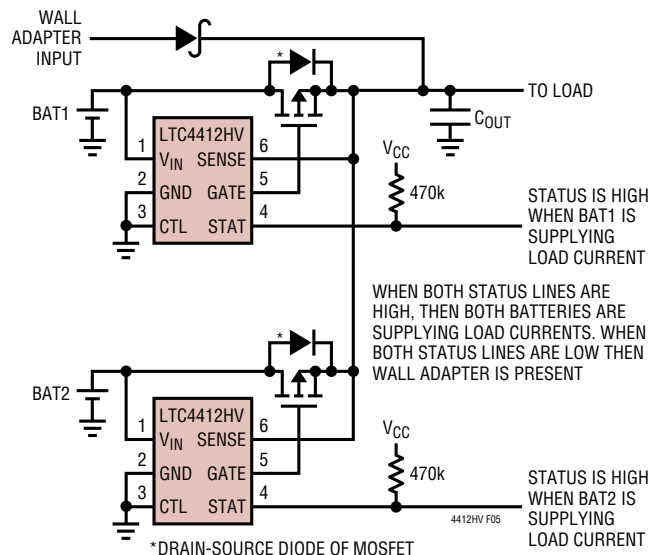 WALL
ADAPTER
INPUT
*
BAT1
TO LOAD
COUT
LTC4412HV
1 VIN SENSE 6
2 GND GATE 5
3 CTL STAT 4
VCC
470k
STATUS IS HIGH
WHEN BAT1 IS
SUPPLYING
LOAD CURRENT
WHEN BOTH STATUS LINES ARE
HIGH, THEN BOTH BATTERIES ARE
SUPPLYING LOAD CURRENTS. WHEN
BOTH STATUS LINES ARE LOW THEN
WALL ADAPTER IS PRESENT
*
BAT2
LTC4412HV
1 VIN SENSE 6
2 GND GATE 5
3 CTL STAT 4
VCC
470k
4412HV F05
STATUS IS HIGH
WHEN BAT2 IS
SUPPLYING
LOAD CURRENT
*DRAIN-SOURCE DIODE OF MOSFET